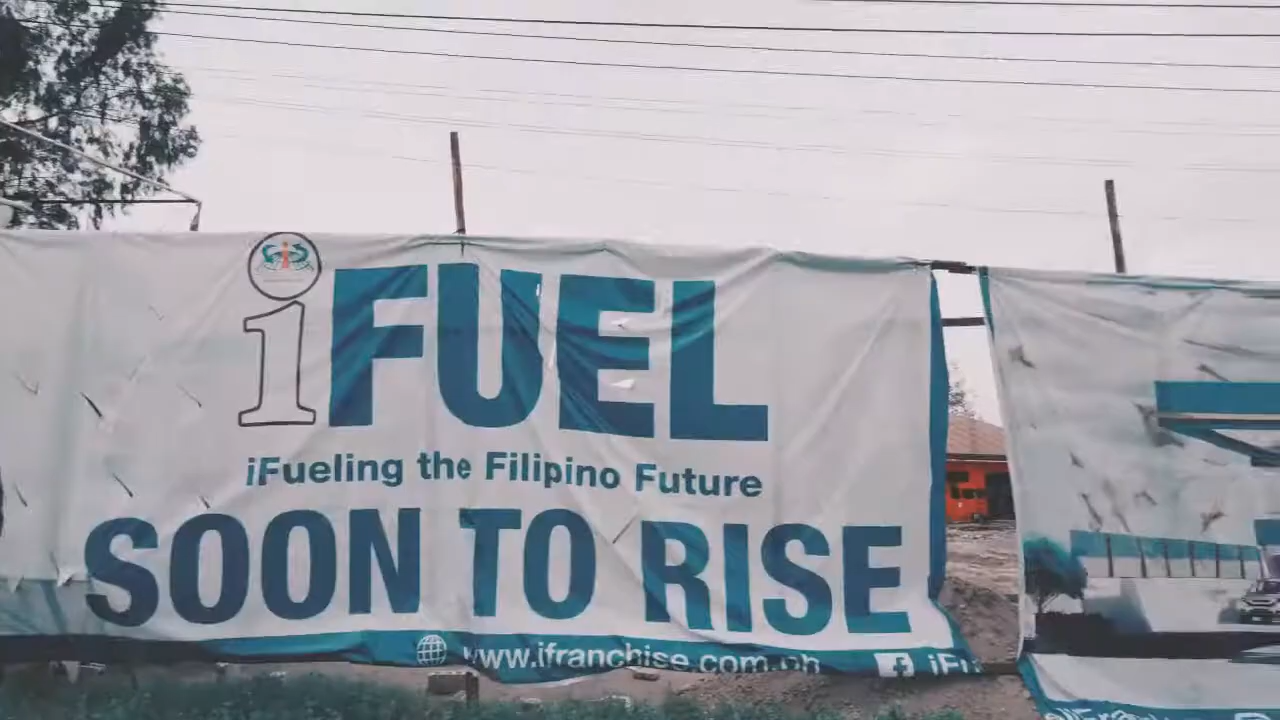 iFUEL
iFueling the Filipino Future
SOON TO RISE
www.ifranchise.com.ph